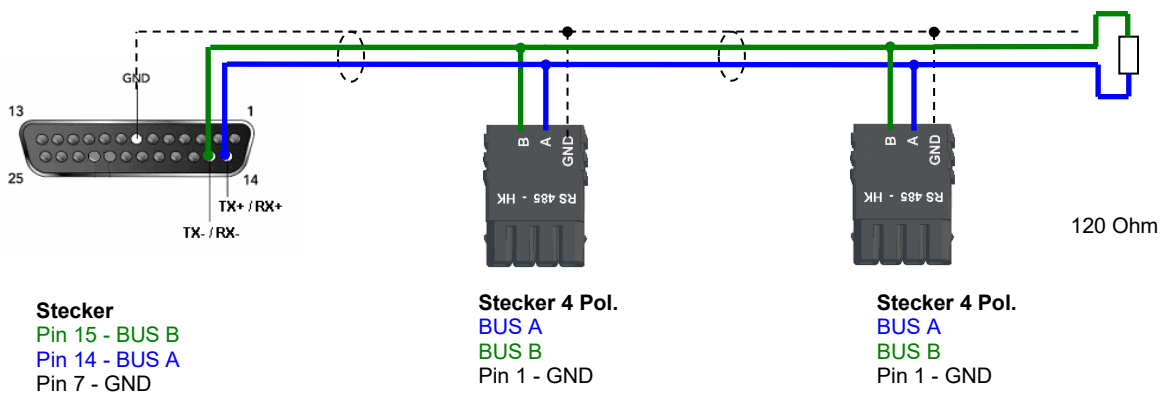 GND
13
1
25
14
TX+ / RX+
TX- / RX-
B
A
GND
RS 485 - HK
B
A
GND
RS 485 - HK
120 Ohm
Stecker
Pin 15 - BUS B
Pin 14 - BUS A
Pin 7 - GND
Stecker 4 Pol.
BUS A
BUS B
Pin 1 - GND
Stecker 4 Pol.
BUS A
BUS B
Pin 1 - GND